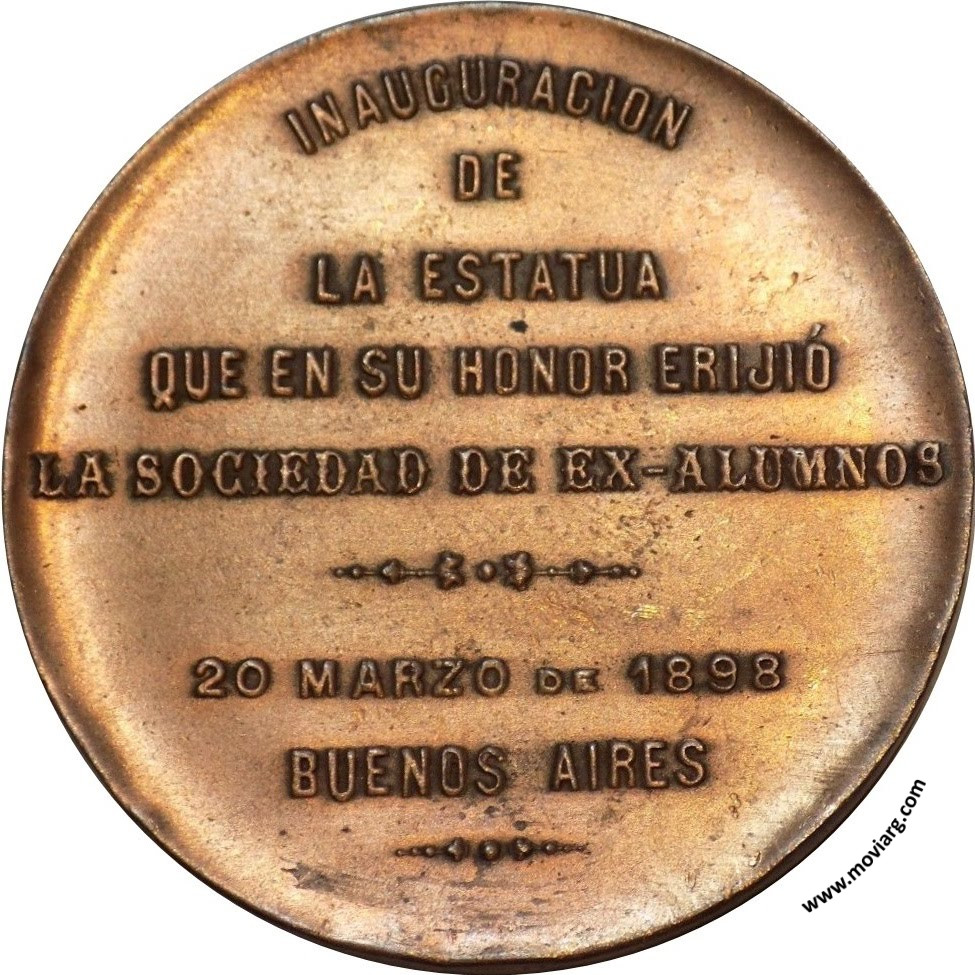 INAUGURACION
DE
LA ESTATUA
QUE EN SU HONOR ERIJIÓ
LA SOCIEDAD DE EX-ALUMNOS
20 MARZO DE 1898
BUENOS AIRES
www.moviarg.com